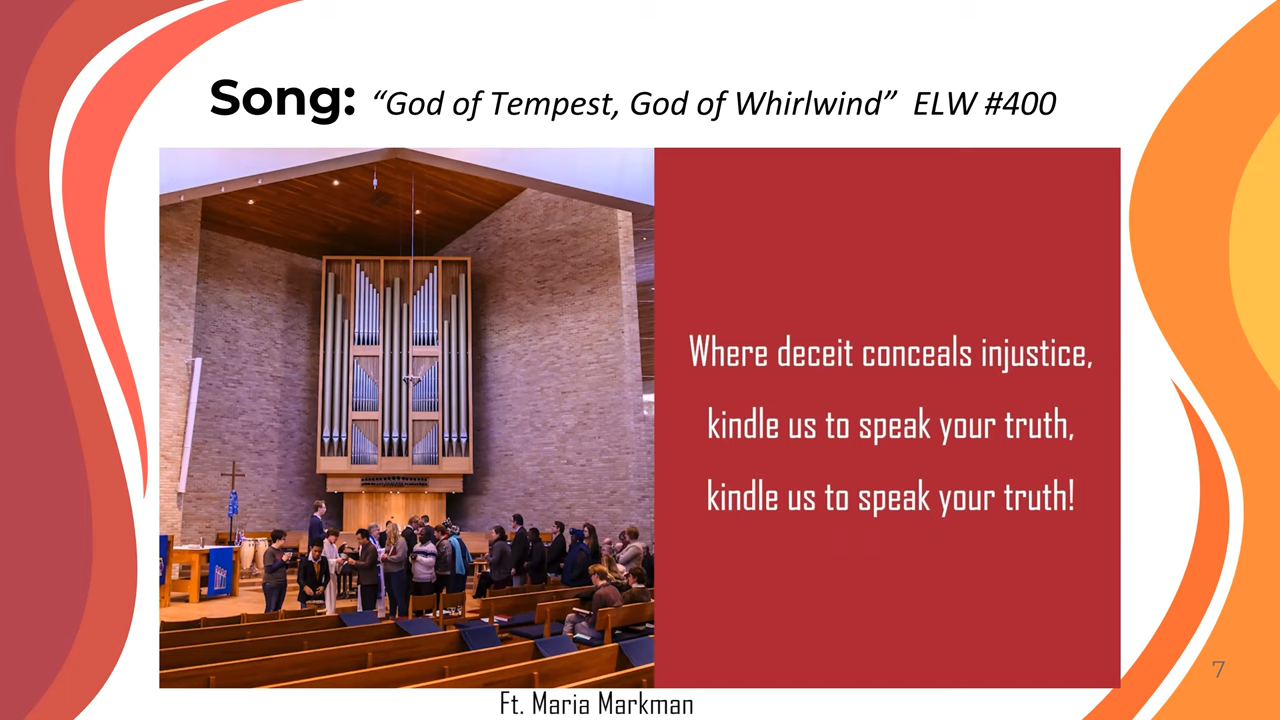 Song: “God of Tempest, God of Whirlwind” ELW #400
Where deceit conceals injustice,
kindle us to speak your truth,
kindle us to speak your truth!
7
Ft. Maria Markman